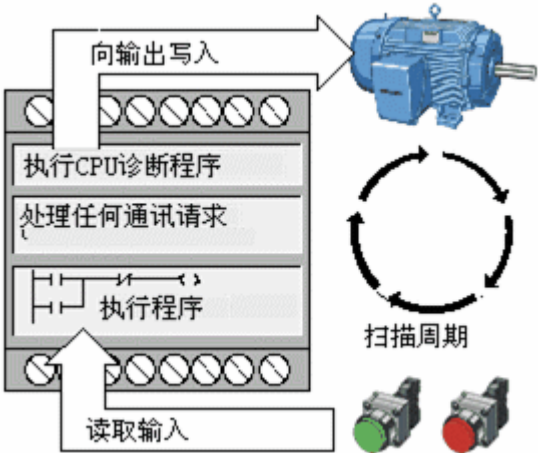 向输出写入
执行CPU诊断程序
处理任何通讯请求
执行程序
扫描周期
读取输入